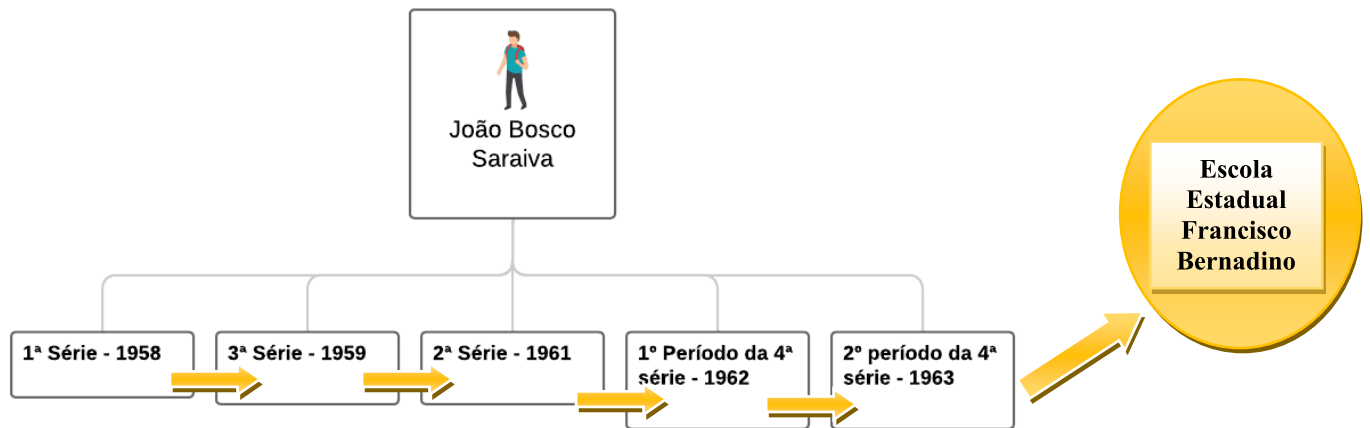 João Bosco
Saraiva
Escola
Estadual
Francisco
Bernadino
1ª Série - 1958
3ª Série - 1959
2ª Série - 1961
1º Período da 4ª
série - 1962
2º período da 4ª
série - 1963